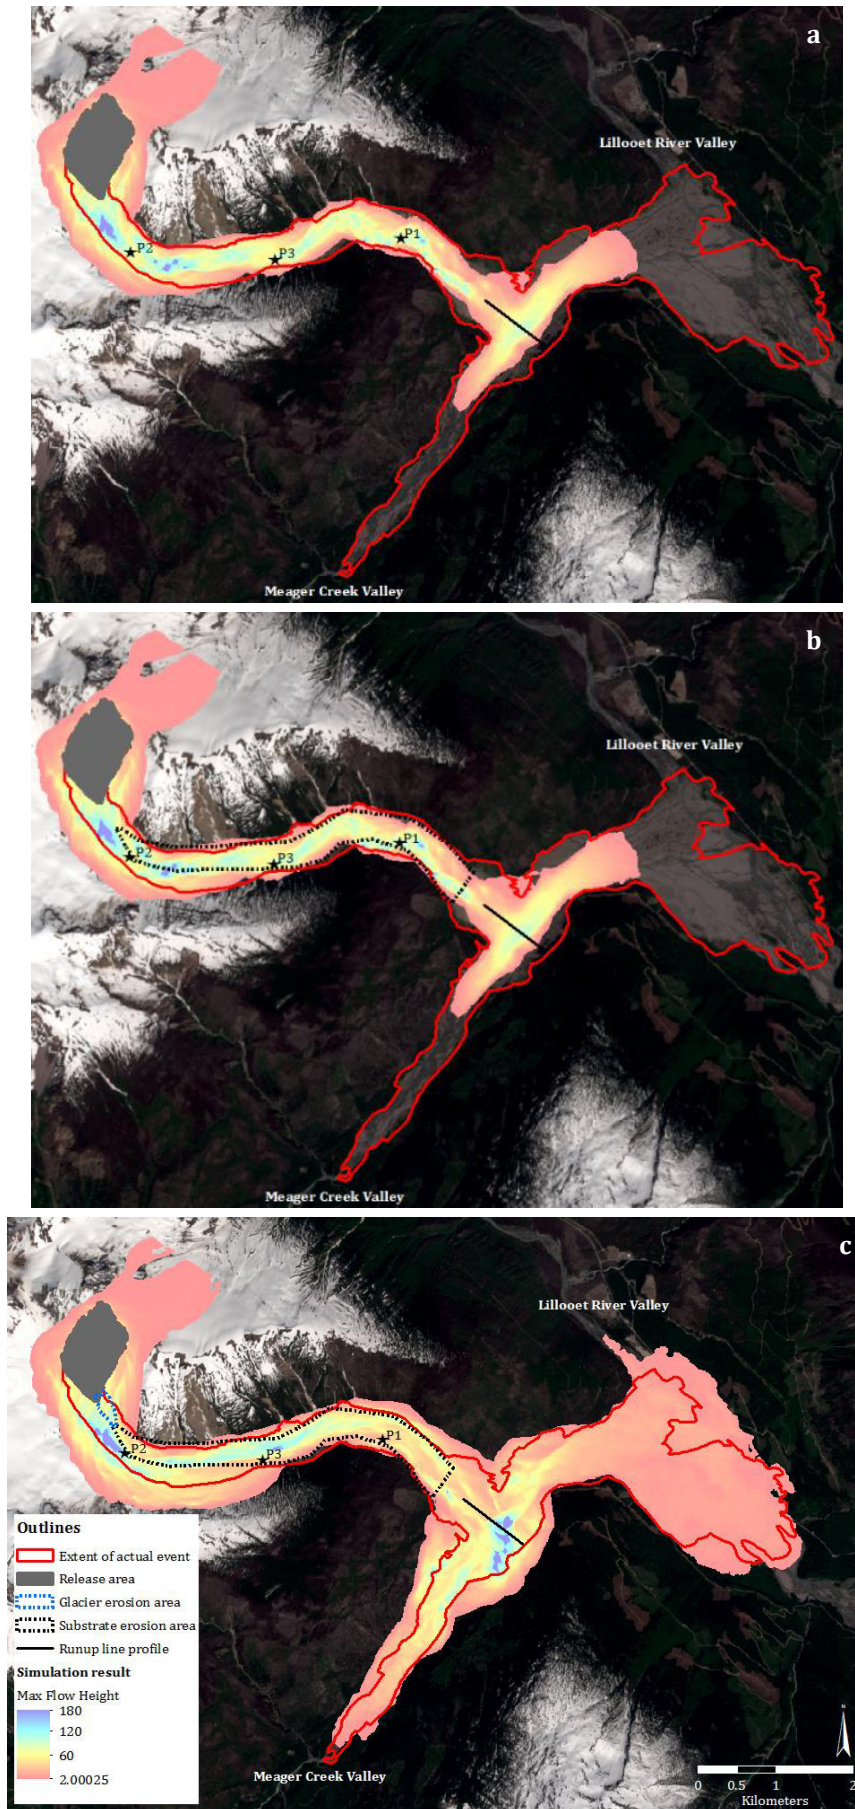 a
Lillooet River Valley
P1
P2
P3
Meager Creek Valley
b
Lillooet River Valley
P1
P2
P3
Meager Creek Valley
c
Lillooet River Valley
P1
P2
P3
Outlines
Extent of actual event
Release area
Glacier erosion area
Substrate erosion area
Runup line profile
Simulation result
Max Flow Height
180
120
60
2.00025
Meager Creek Valley
N
0 0.5 1 2
Kilometers